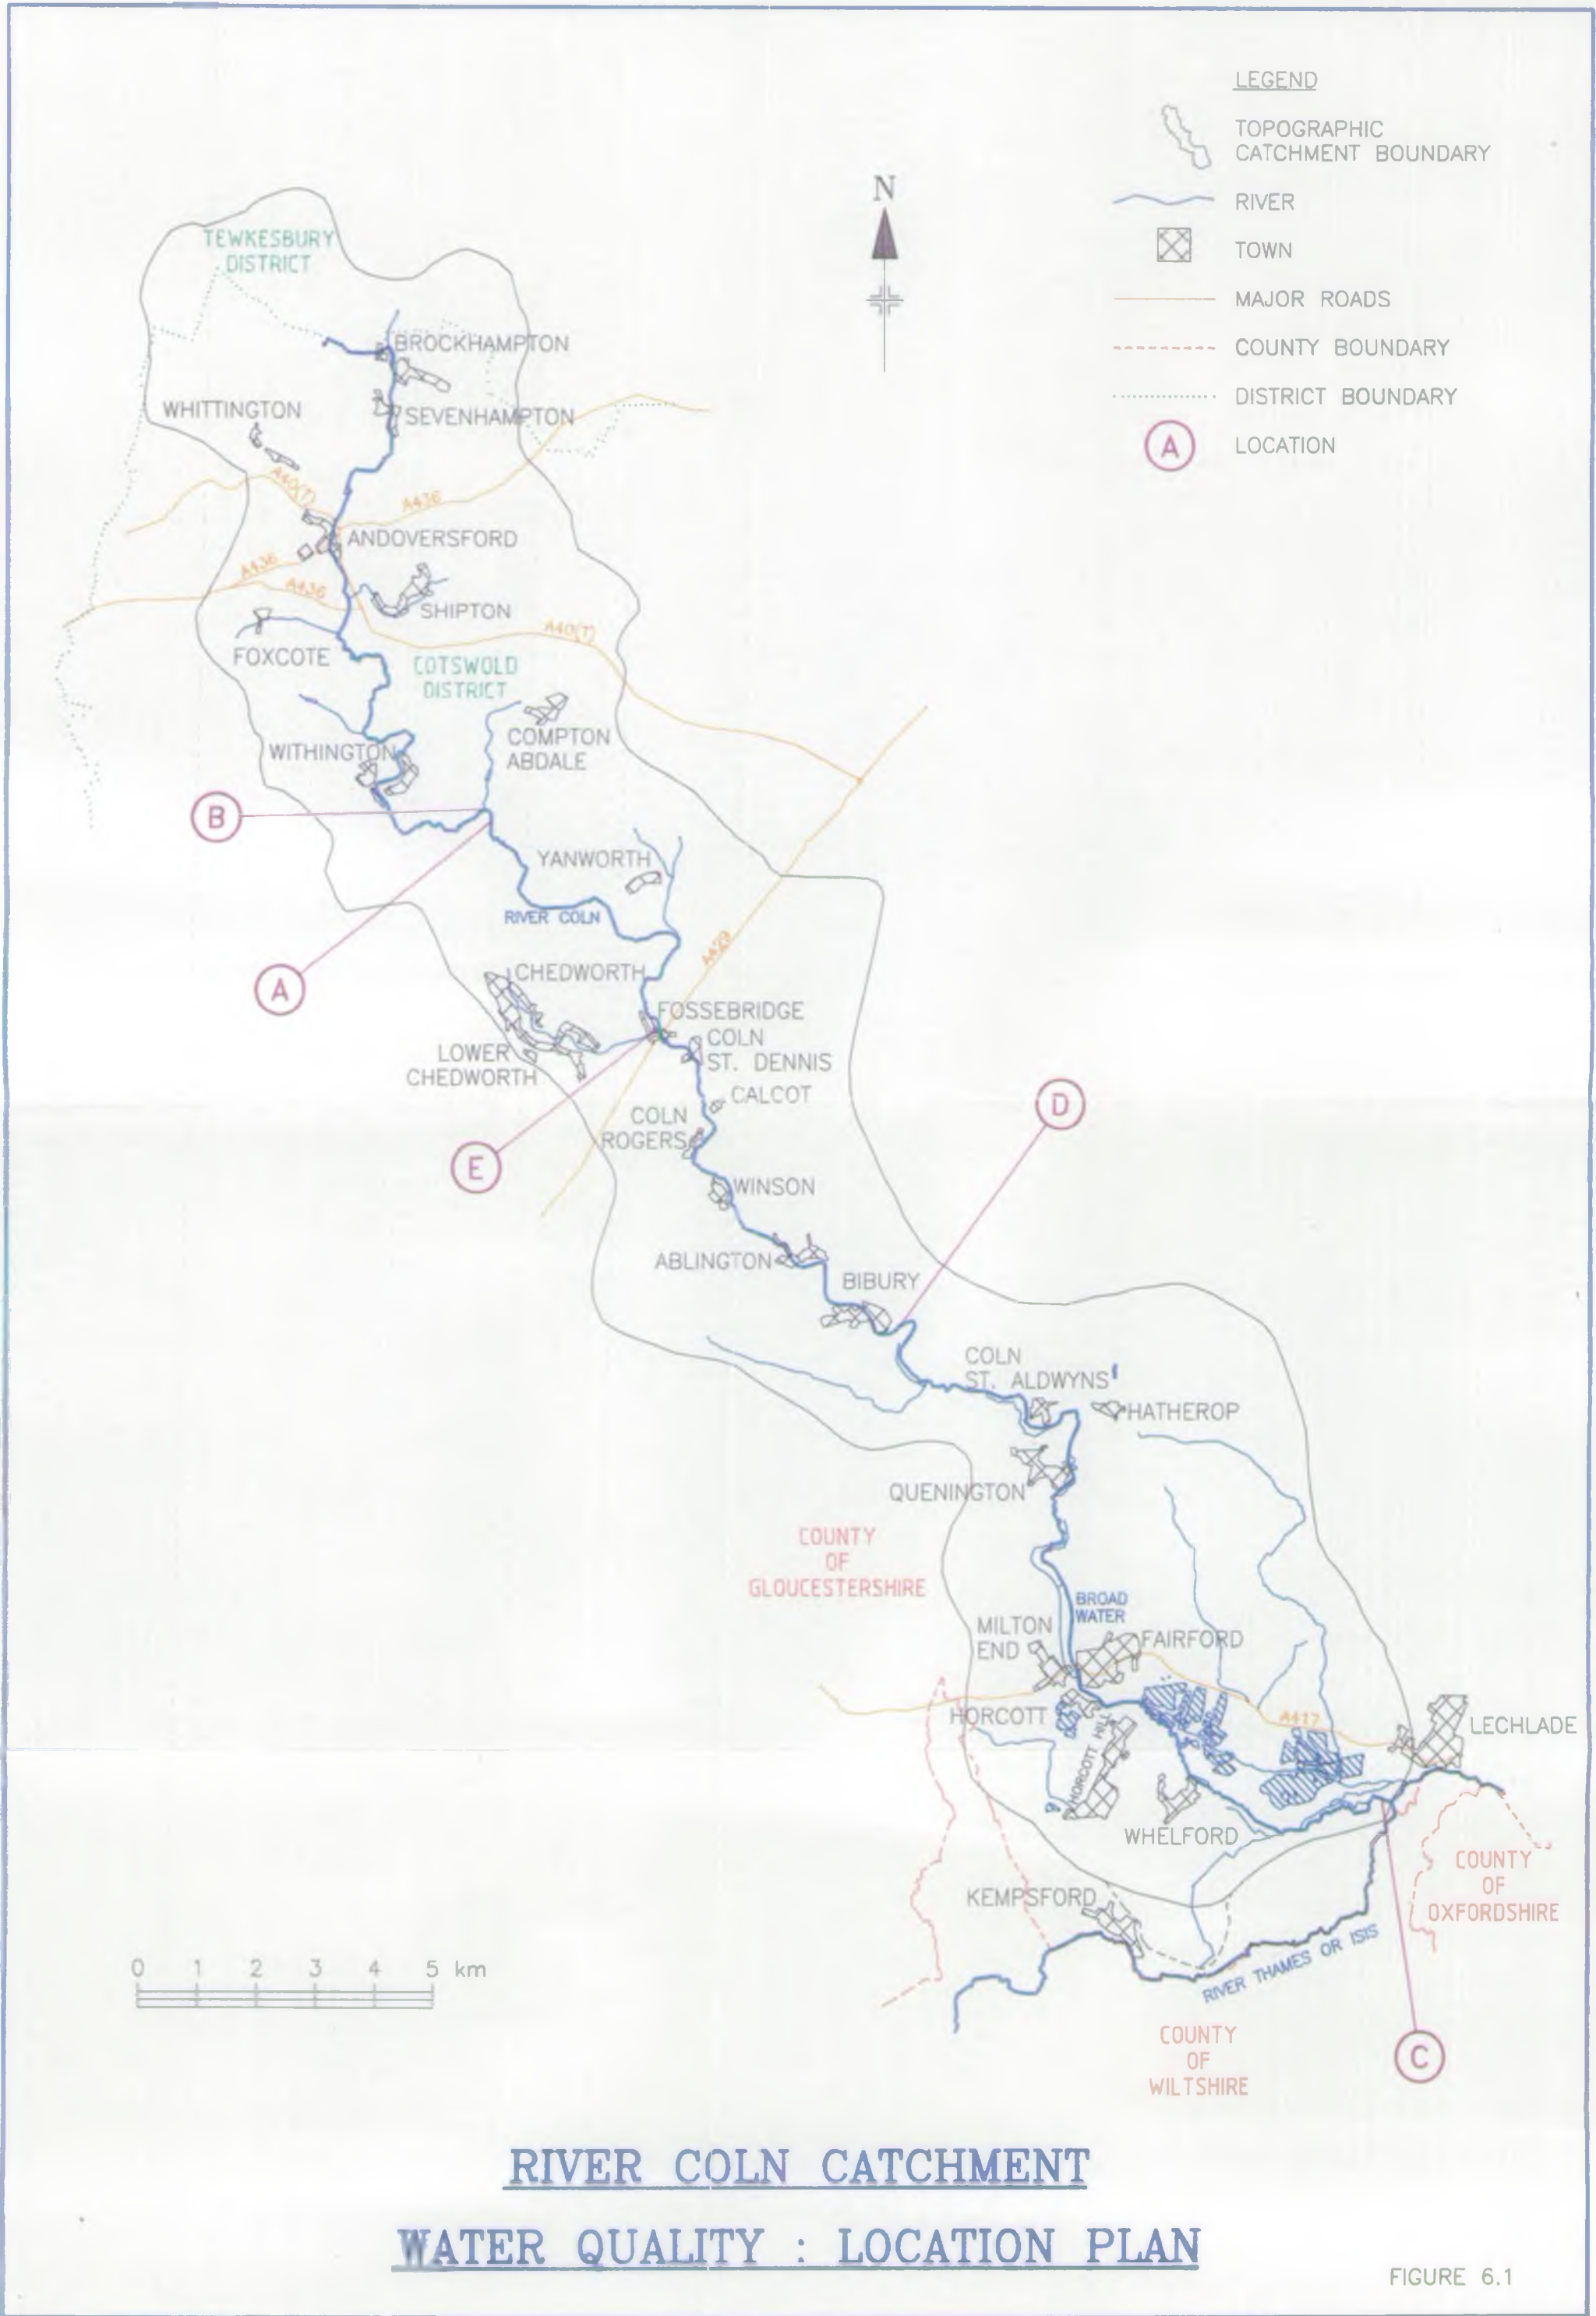 LEGEND
TOPOGRAPHIC
CATCHMENT BOUNDARY
RIVER
TOWN
MAJOR ROADS
COUNTY BOUNDARY
DISTRICT BOUNDARY
A
LOCATION
N
TEWKESBURY
DISTRICT
BROCKHAMPTON
WHITTINGTON
SEVENHAMPTON
A40(T)
A436
ANDOVERSFORD
A436
A436
SHIPTON
A40(T)
FOXCOTE
COTSWOLD
DISTRICT
COMPTON
ABDALE
WITHINGTON
B
YANWORTH
RIVER COLN
A429
A
CHEDWORTH
FOSSEBRIDGE
COLN
ST. DENNIS
LOWER
CHEDWORTH
CALCOT
D
COLN
ROGERS
E
WINSON
ABLINGTON
BIBURY
COLN
ST. ALDWYNS
HATHEROP
QUENINGTON
COUNTY
OF
GLOUCESTERSHIRE
BROAD
WATER
MILTON
END
FAIRFORD
HORCOTT
A417
LECHLADE
HORCOTT HILL
WHELFORD
COUNTY
OF
OXFORDSHIRE
KEMPSFORD
RIVER THAMES OR ISIS
0 1 2 3 4 5 km
COUNTY
OF
WILTSHIRE
C
RIVER COLN CATCHMENT
WATER QUALITY : LOCATION PLAN
FIGURE 6.1